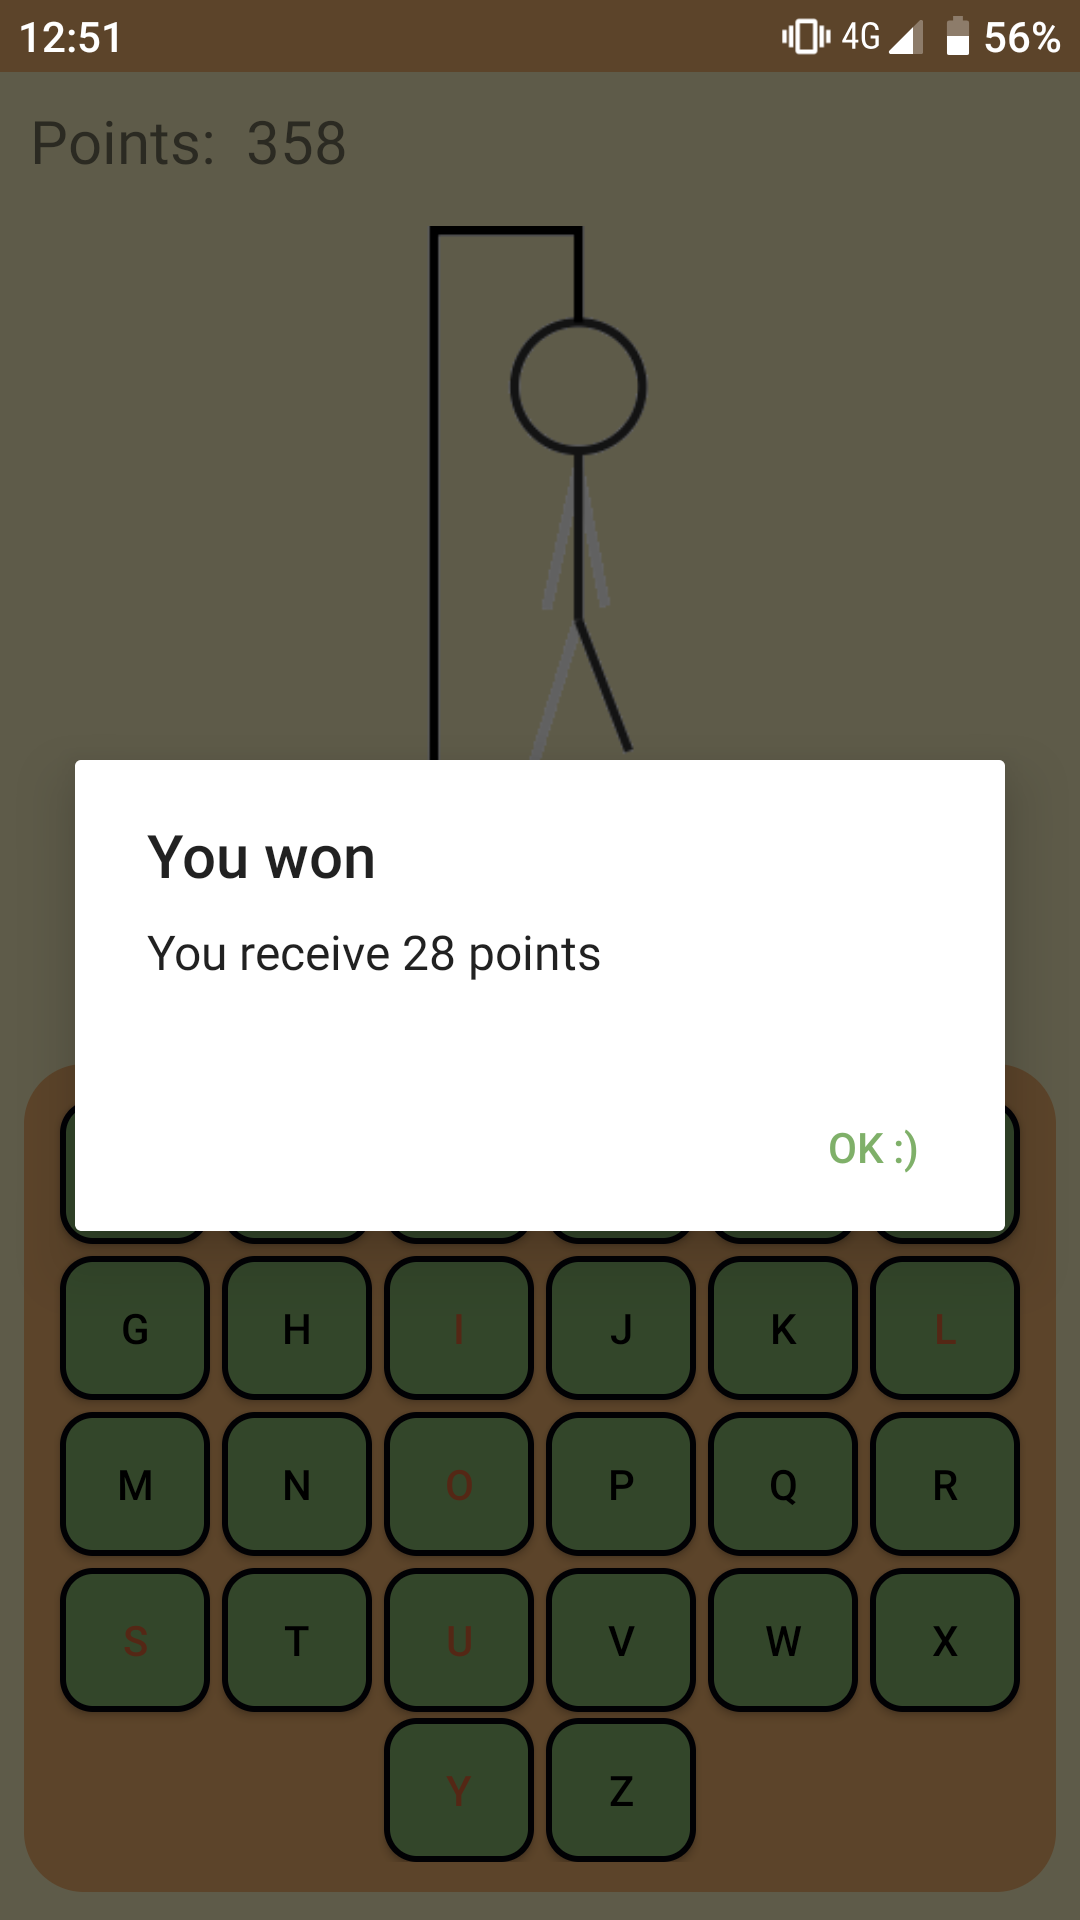 12:51 4G 56%
Points: 358
You won
You receive 28 points
OK :)
G H I J K L
M N O P Q R
S T U V W X
Y Z